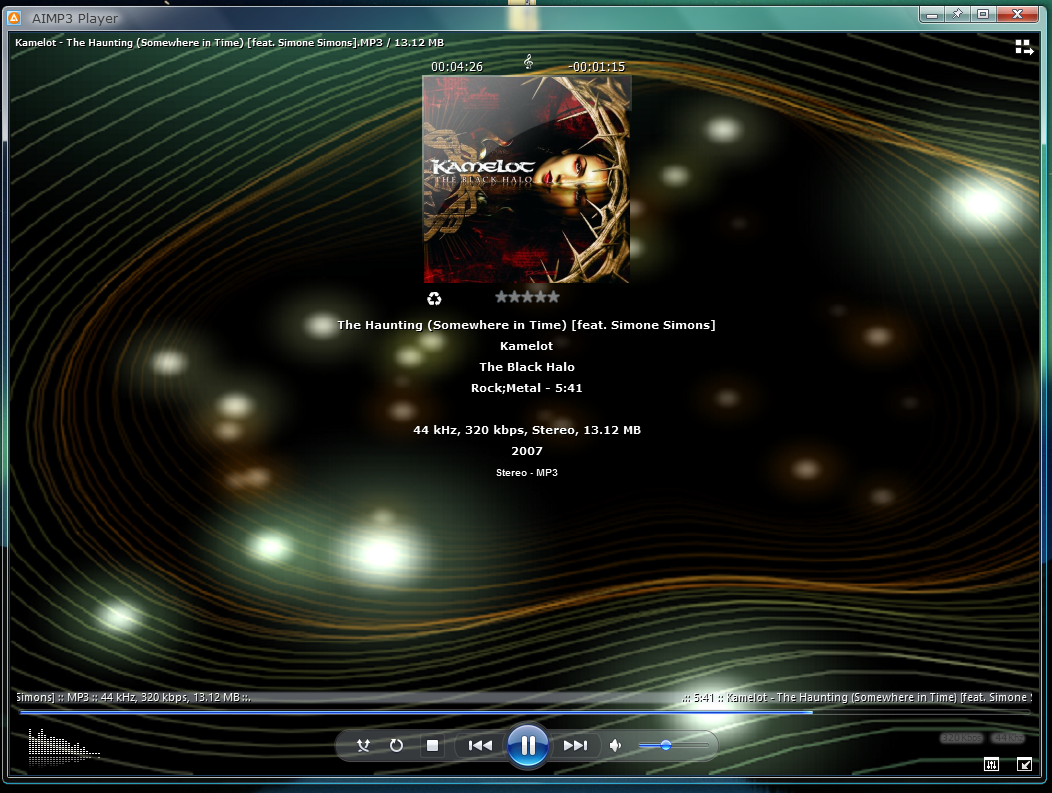 AIMP3 Player
Kamelot - The Haunting (Somewhere in Time) [feat. Simone Simons].MP3 / 13.12 MB
00:04:26 -00:01:15
KAMELOT
THE BLACK HALO
The Haunting (Somewhere in Time) [feat. Simone Simons]
Kamelot
The Black Halo
Rock;Metal - 5:41
44 kHz, 320 kbps, Stereo, 13.12 MB
2007
Stereo - MP3
Simons] :: MP3 :: 44 kHz, 320 kbps, 13.12 MB ::. .:: 5:41 :: Kamelot - The Haunting (Somewhere in Time) [feat. Simone
320 kbps 44 kHz